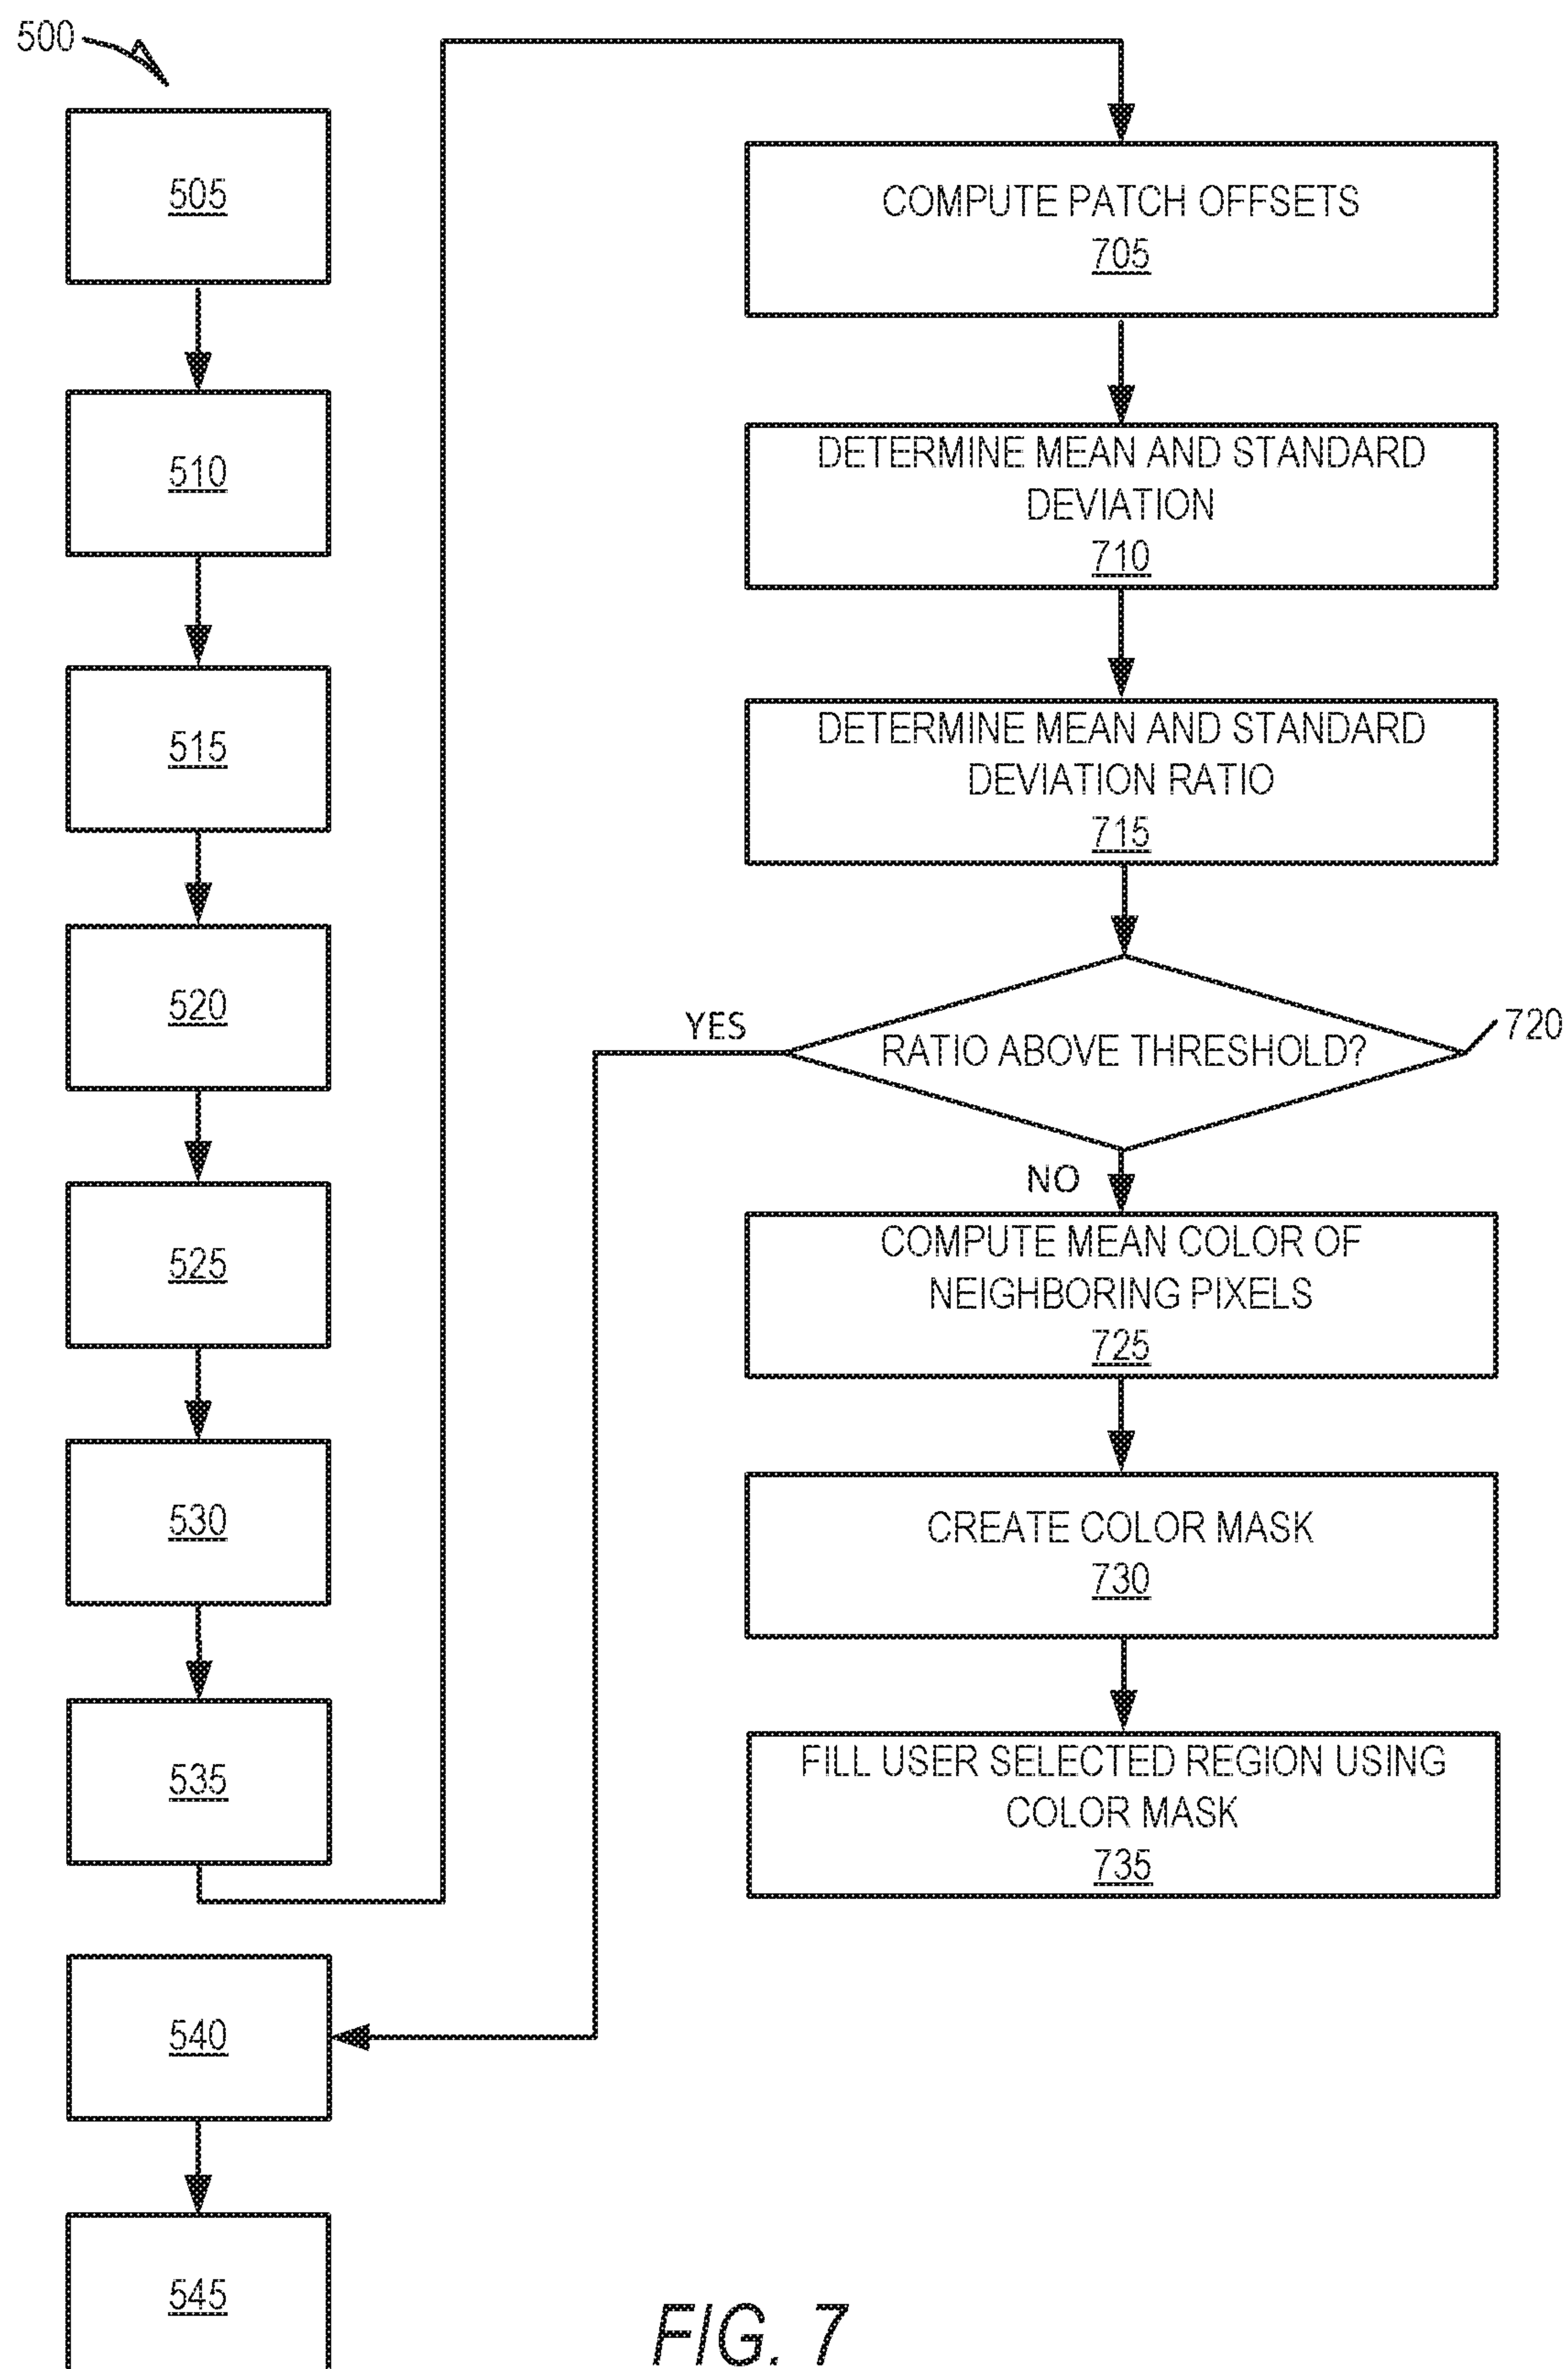 500
505
510
515
520
525
530
535
540
545
COMPUTE PATCH OFFSETS
705
DETERMINE MEAN AND STANDARD
DEVIATION
710
DETERMINE MEAN AND STANDARD
DEVIATION RATIO
715
YES
RATIO ABOVE THRESHOLD?
720
NO
COMPUTE MEAN COLOR OF
NEIGHBORING PIXELS
725
CREATE COLOR MASK
730
FILL USER SELECTED REGION USING
COLOR MASK
735
FIG. 7